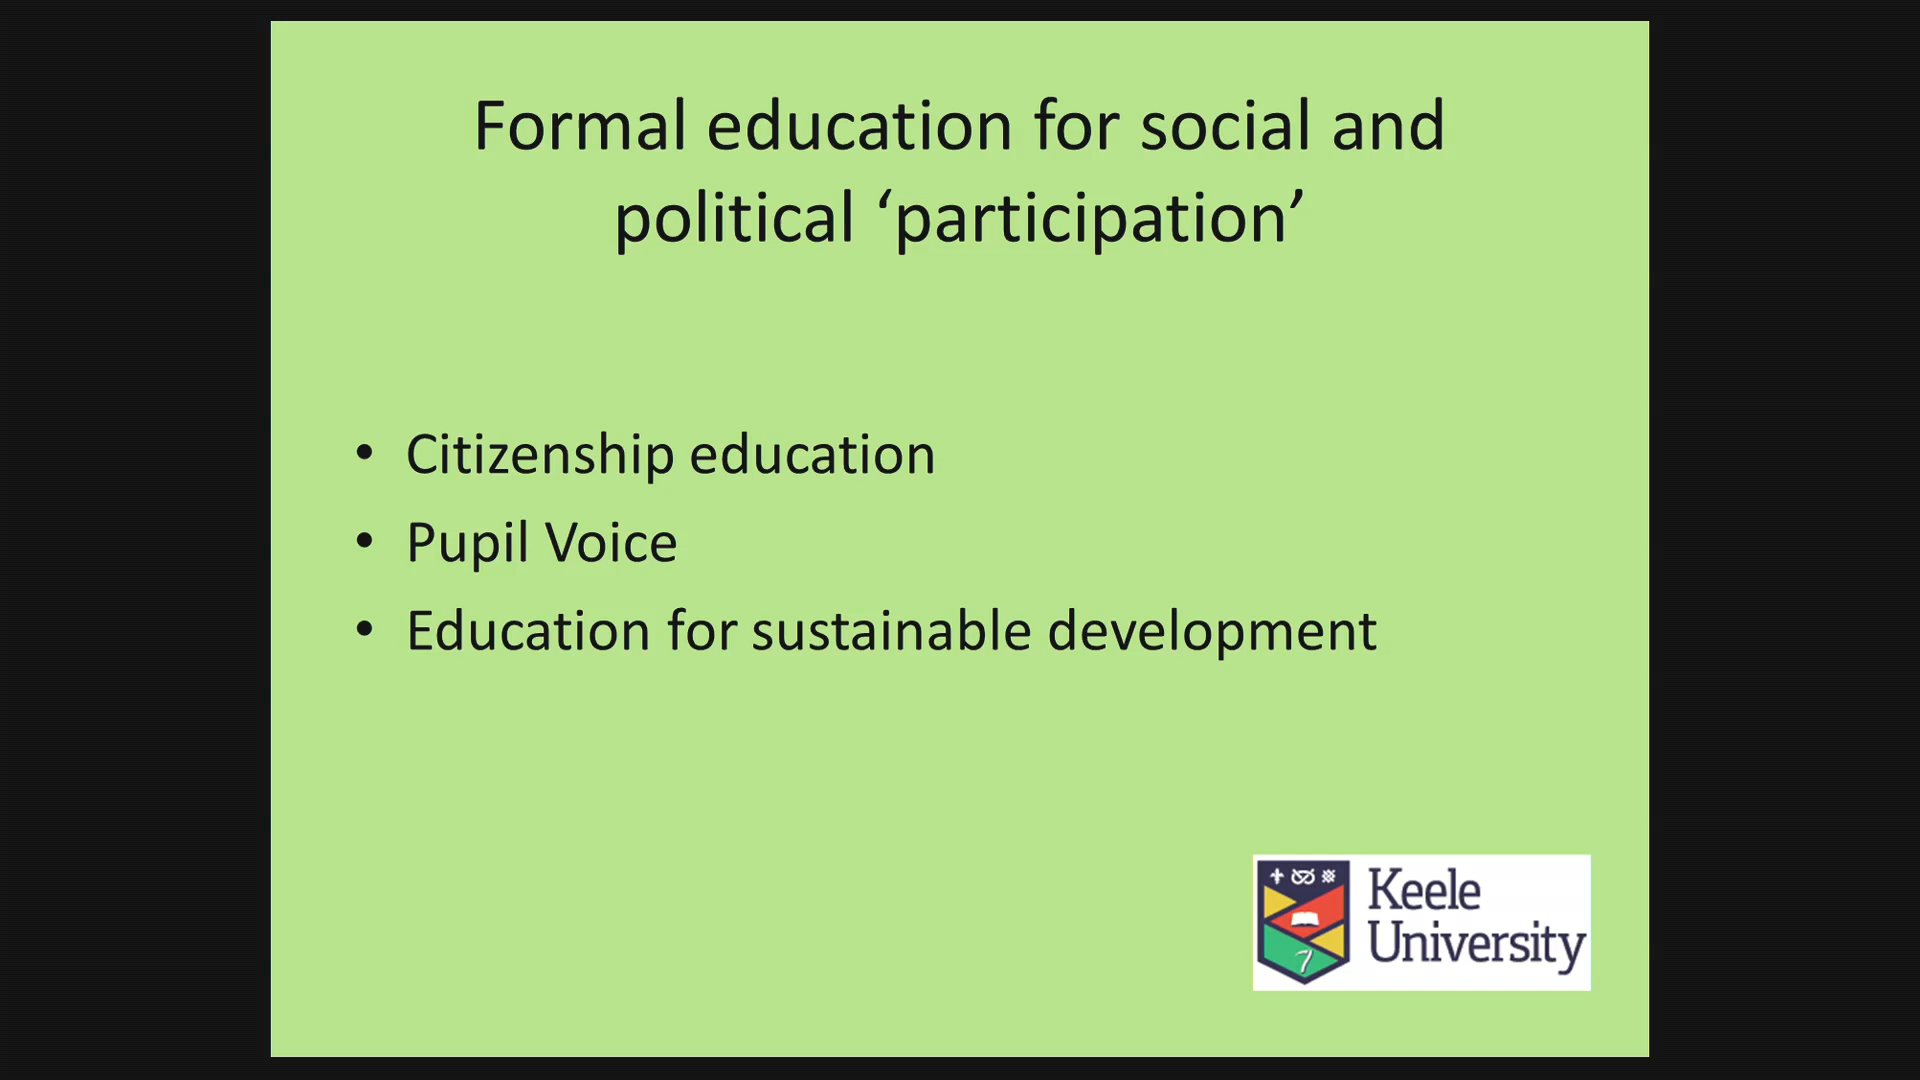 Formal education for social and
political ‘participation’
• Citizenship education
• Pupil Voice
• Education for sustainable development
Keele
University